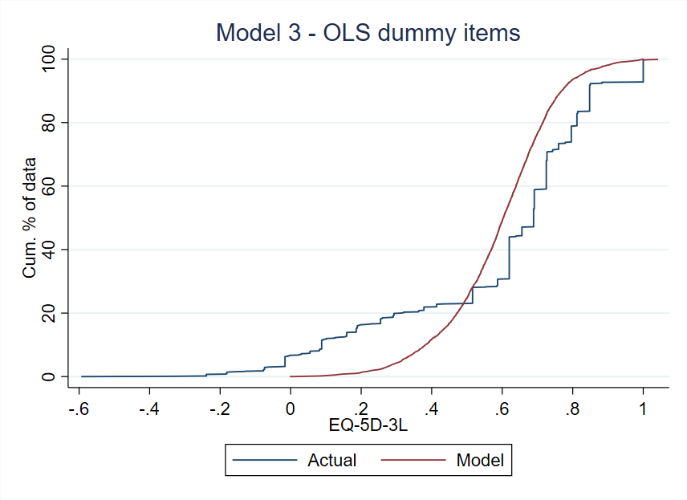 Model 3 - OLS dummy items
Cum. % of data
100
80
60
40
20
0
-.6 -.4 -.2 0 .2 .4 .6 .8 1
EQ-5D-3L
Actual Model